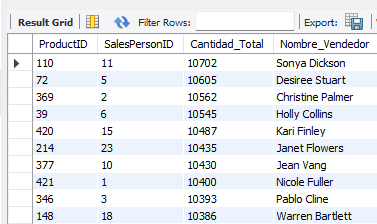 Result Grid Filter Rows: Export:
ProductID SalesPersonID Cantidad_Total Nombre_Vendedor
110 11 10702 Sonya Dickson
72 5 10605 Desiree Stuart
369 2 10562 Christine Palmer
39 6 10545 Holly Collins
420 15 10487 Kari Finley
214 23 10435 Janet Flowers
377 10 10430 Jean Vang
421 1 10400 Nicole Fuller
346 3 10393 Pablo Cline
148 18 10386 Warren Bartlett